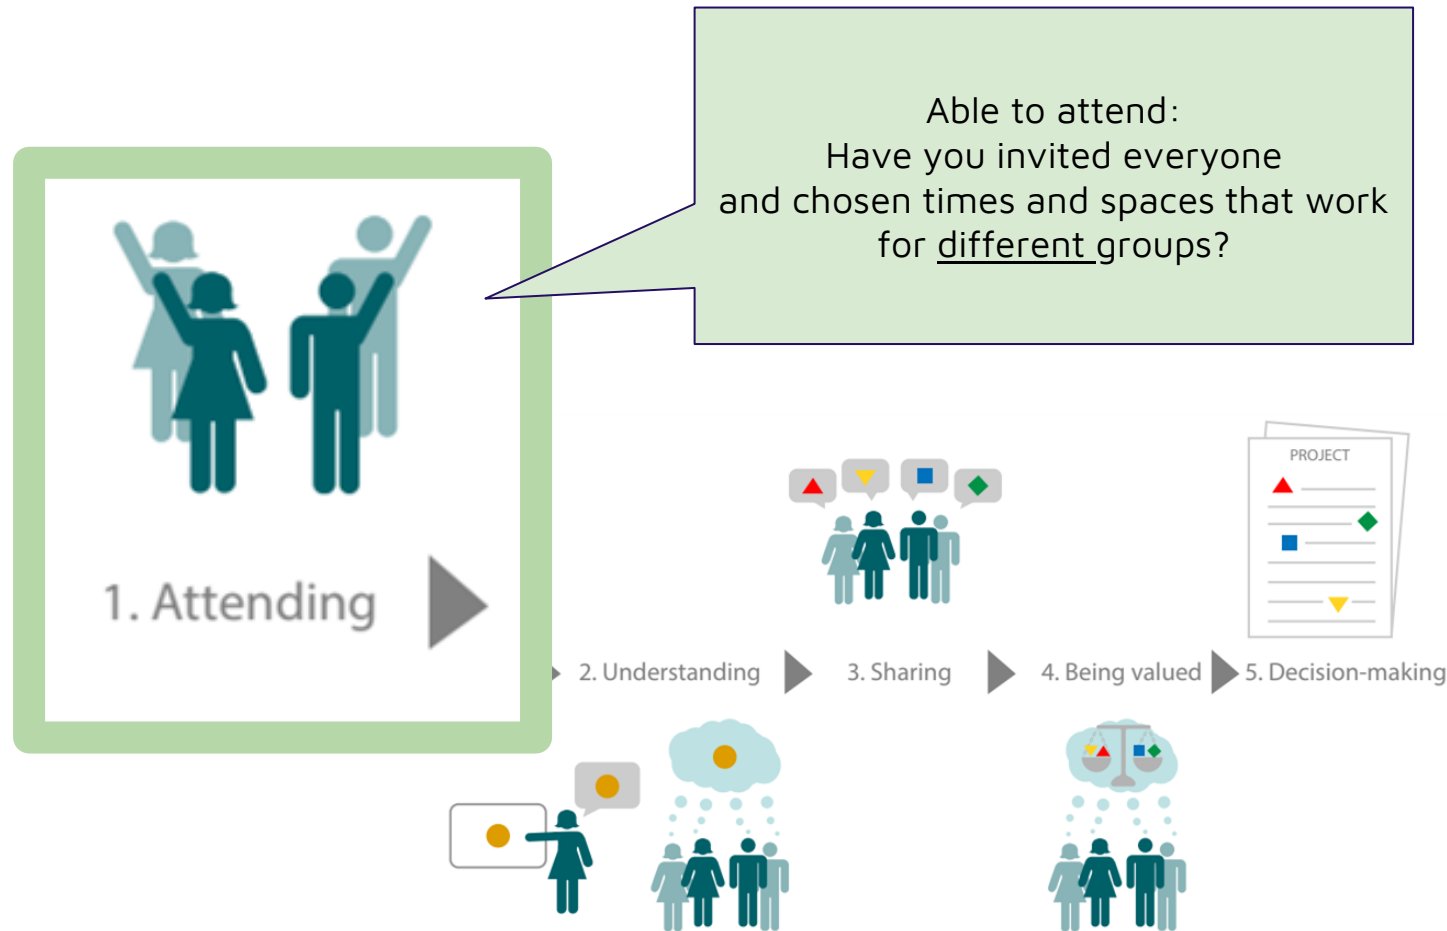 Able to attend:
Have you invited everyone
and chosen times and spaces that work
for different groups?
1. Attending
PROJECT
2. Understanding
3. Sharing
4. Being valued
5. Decision-making